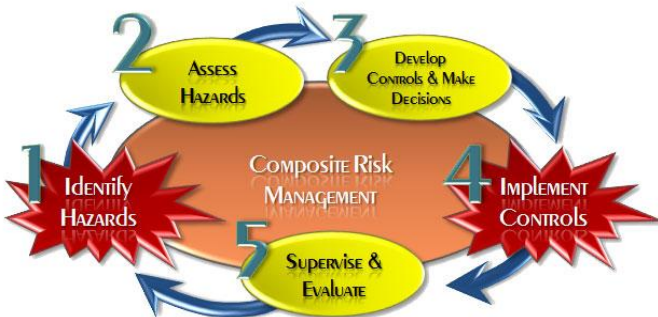 1
Identify
Hazards
2
Assess
Hazards
3
Develop
Controls & Make
Decisions
4
Implement
Controls
5
Supervise &
Evaluate
Composite Risk
Management